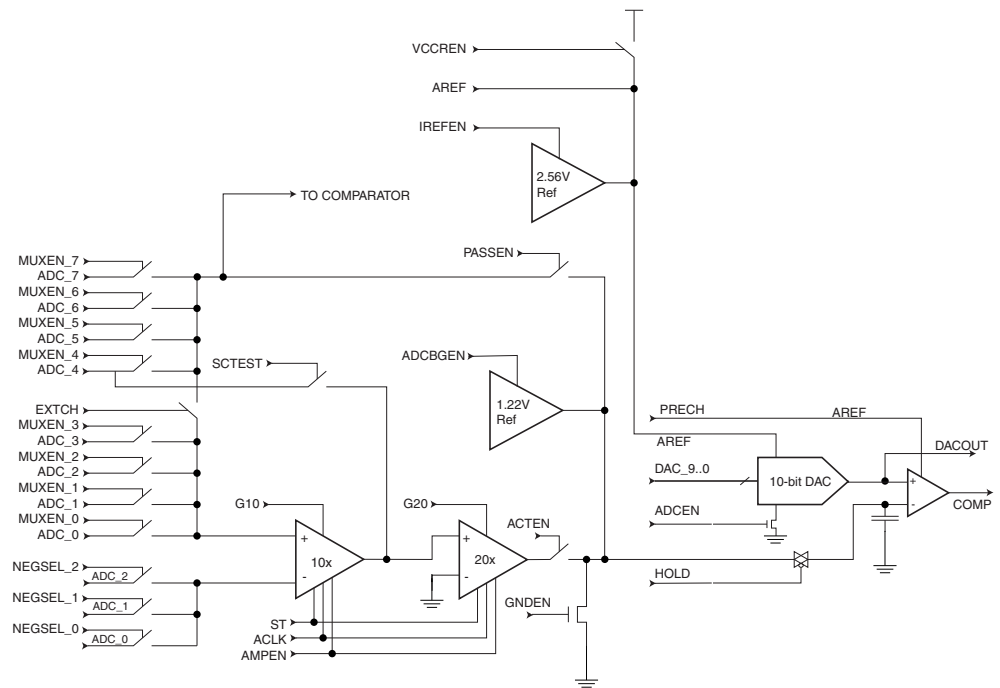 VCCREN
AREF
IREFEN
2.56V
Ref
TO COMPARATOR
PASSEN
MUXEN_7
ADC_7
MUXEN_6
ADC_6
MUXEN_5
ADC_5
MUXEN_4
ADC_4
SCTEST
ADCBGEN
1.22V
Ref
EXTCH
MUXEN_3
ADC_3
MUXEN_2
ADC_2
MUXEN_1
ADC_1
MUXEN_0
ADC_0
PRECH
AREF
AREF
DACOUT
DAC_9..0
10-bit DAC
+
-
COMP
ADCEN
G10
G20
ACTEN
+
10x
-
+
20x
-
HOLD
NEGSEL_2
ADC_2
NEGSEL_1
ADC_1
NEGSEL_0
ADC_0
GNDEN
ST
ACLK
AMPEN